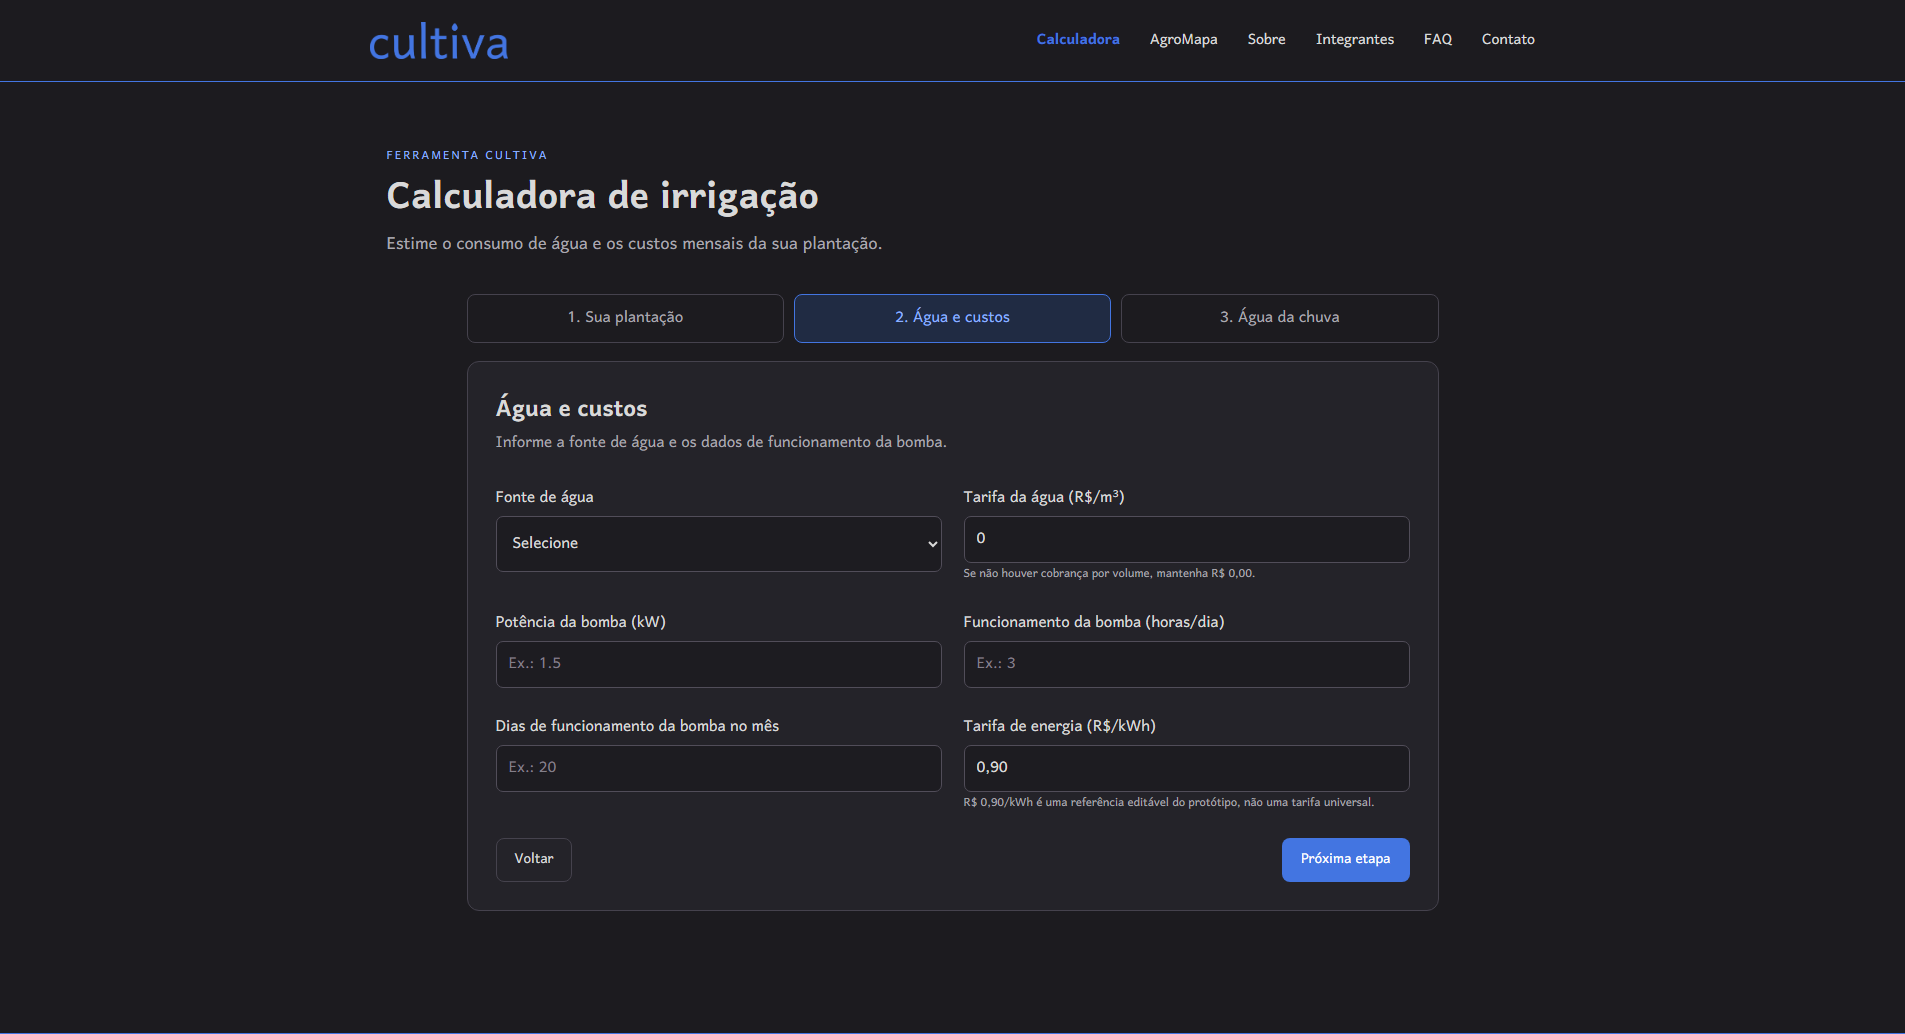 cultiva
Calculadora
AgroMapa
Sobre
Integrantes
FAQ
Contato
FERRAMENTA CULTIVA
Calculadora de irrigação
Estime o consumo de água e os custos mensais da sua plantação.
1. Sua plantação
2. Água e custos
3. Água da chuva
Água e custos
Informe a fonte de água e os dados de funcionamento da bomba.
Fonte de água
Selecione
Tarifa da água (R$/m³)
0
Se não houver cobrança por volume, mantenha R$ 0,00.
Potência da bomba (kW)
Ex.: 1.5
Funcionamento da bomba (horas/dia)
Ex.: 3
Dias de funcionamento da bomba no mês
Ex.: 20
Tarifa de energia (R$/kWh)
0,90
R$ 0,90/kWh é uma referência editável do protótipo, não uma tarifa universal.
Voltar
Próxima etapa